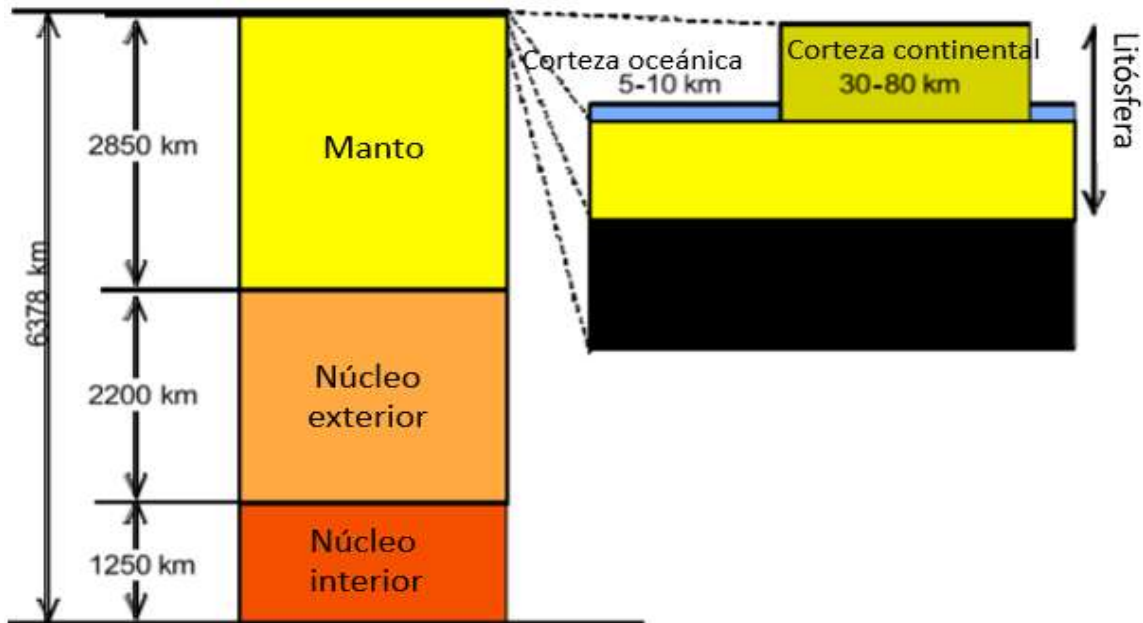 6378 km
2850 km
Manto
2200 km
Núcleo
exterior
1250 km
Núcleo
interior
Corteza oceánica
5-10 km
Corteza continental
30-80 km
Litósfera